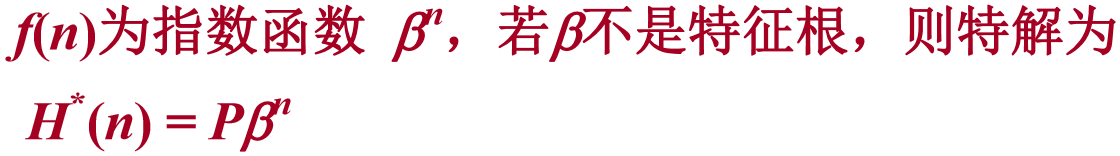 f(n)为指数函数 βⁿ，若β不是特征根，则特解为
H*(n) = Pβⁿ